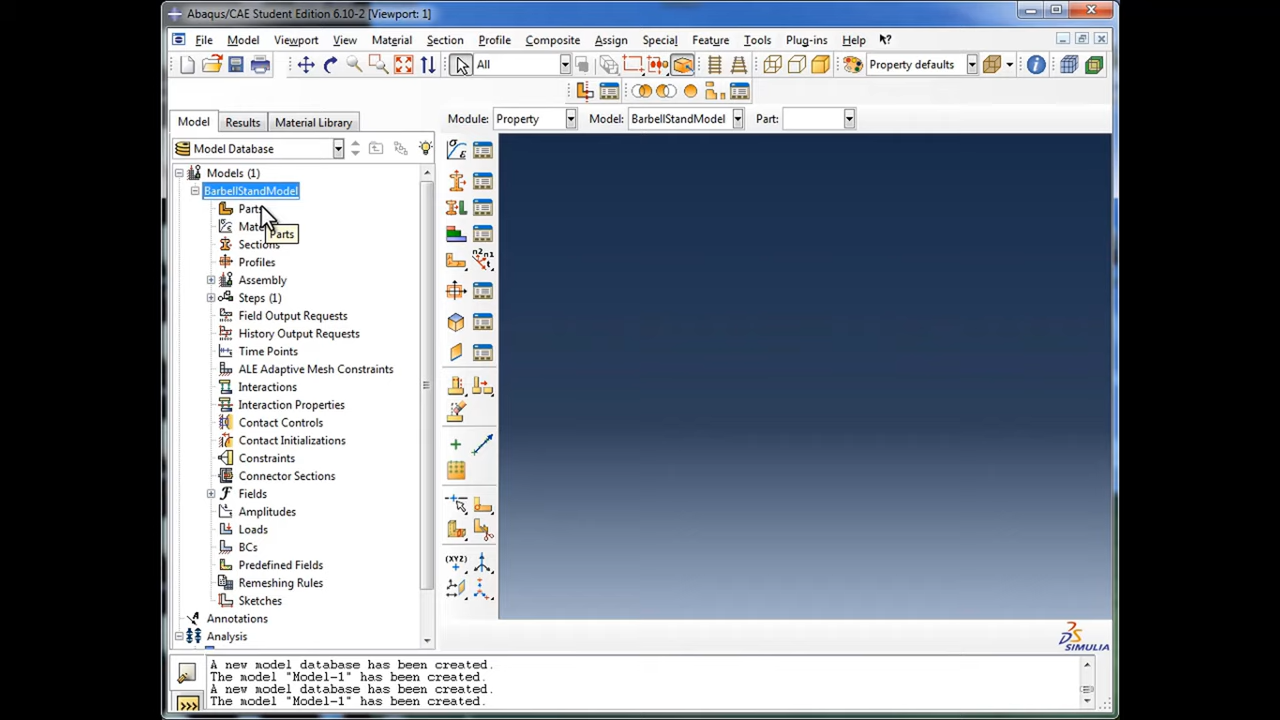 Abaqus/CAE Student Edition 6.10-2 [Viewport: 1]
File Model Viewport View Material Section Profile Composite Assign Special Feature Tools Plug-ins Help
All Property defaults
Model Results Material Library Module: Property Model: BarbellStandModel Part:
Model Database
Models (1)
BarbellStandModel
Parts
Parts
Sections
Profiles
Assembly
Steps (1)
Field Output Requests
History Output Requests
Time Points
ALE Adaptive Mesh Constraints
Interactions
Interaction Properties
Contact Controls
Contact Initializations
Constraints
Connector Sections
Fields
Amplitudes
Loads
BCs
Predefined Fields
Remeshing Rules
Sketches
Annotations
Analysis
SIMULIA
A new model database has been created.
The model "Model-1" has been created.
A new model database has been created.
The model "Model-1" has been created.